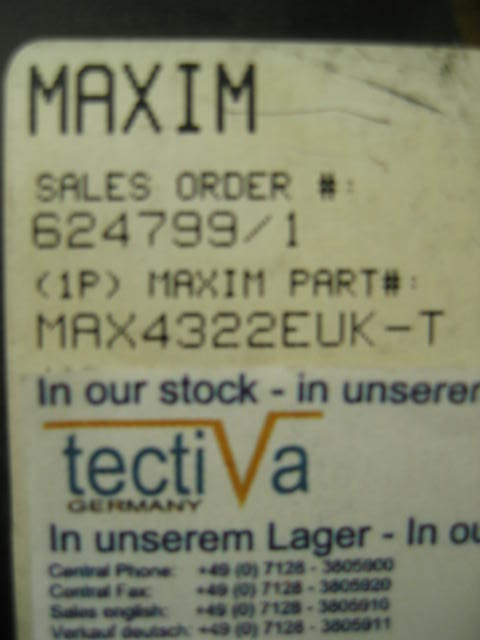 MAXIM
SALES ORDER #:
624799/1
(1P) MAXIM PART#:
MAX4322EUK-T
In our stock - in unserer
tectiVa
GERMANY
In unserem Lager - In ou
Central Phone: +49 (0) 7128 - 3805900
Central Fax: +49 (0) 7128 - 3805920
Sales english: +49 (0) 7128 - 3805910
Verkauf deutsch: +49 (0) 7128 - 3805911